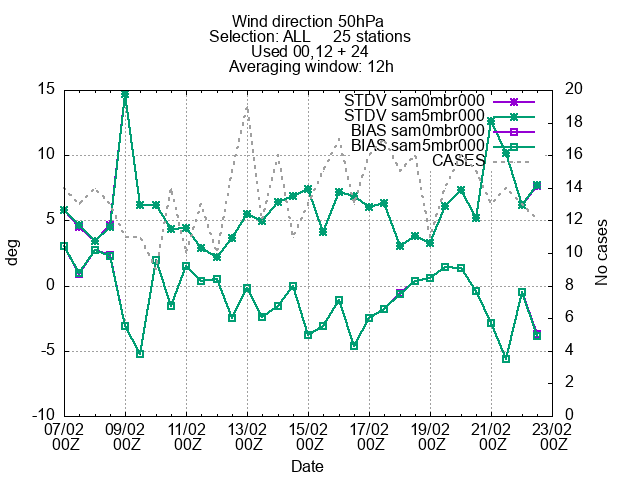 Wind direction 50hPa
Selection: ALL 25 stations
Used 00,12 + 24
Averaging window: 12h
STDV sam0mbr000
STDV sam5mbr000
BIAS sam0mbr000
BIAS sam5mbr000
CASES
deg
15
10
5
0
-5
-10
No cases
20
18
16
14
12
10
8
6
4
2
0
07/02 09/02 11/02 13/02 15/02 17/02 19/02 21/02 23/02
00Z 00Z 00Z 00Z 00Z 00Z 00Z 00Z 00Z
Date